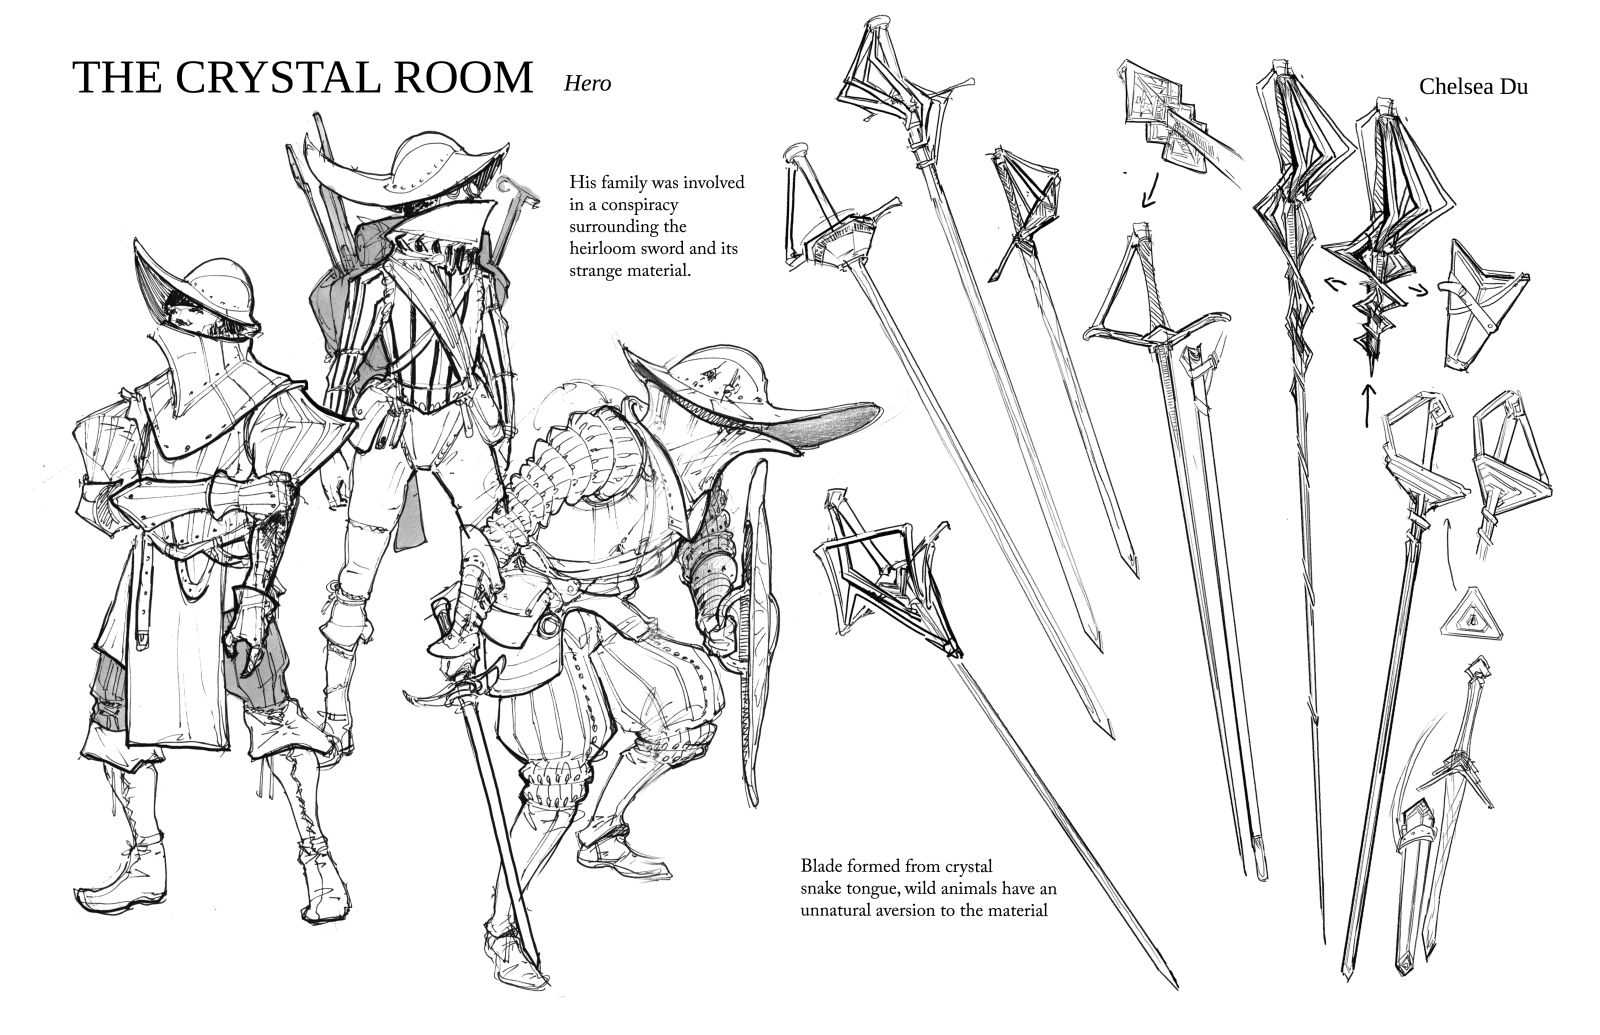 THE CRYSTAL ROOM
Hero
Chelsea Du
His family was involved
in a conspiracy
surrounding the
heirloom sword and its
strange material.
Blade formed from crystal
snake tongue, wild animals have an
unnatural aversion to the material